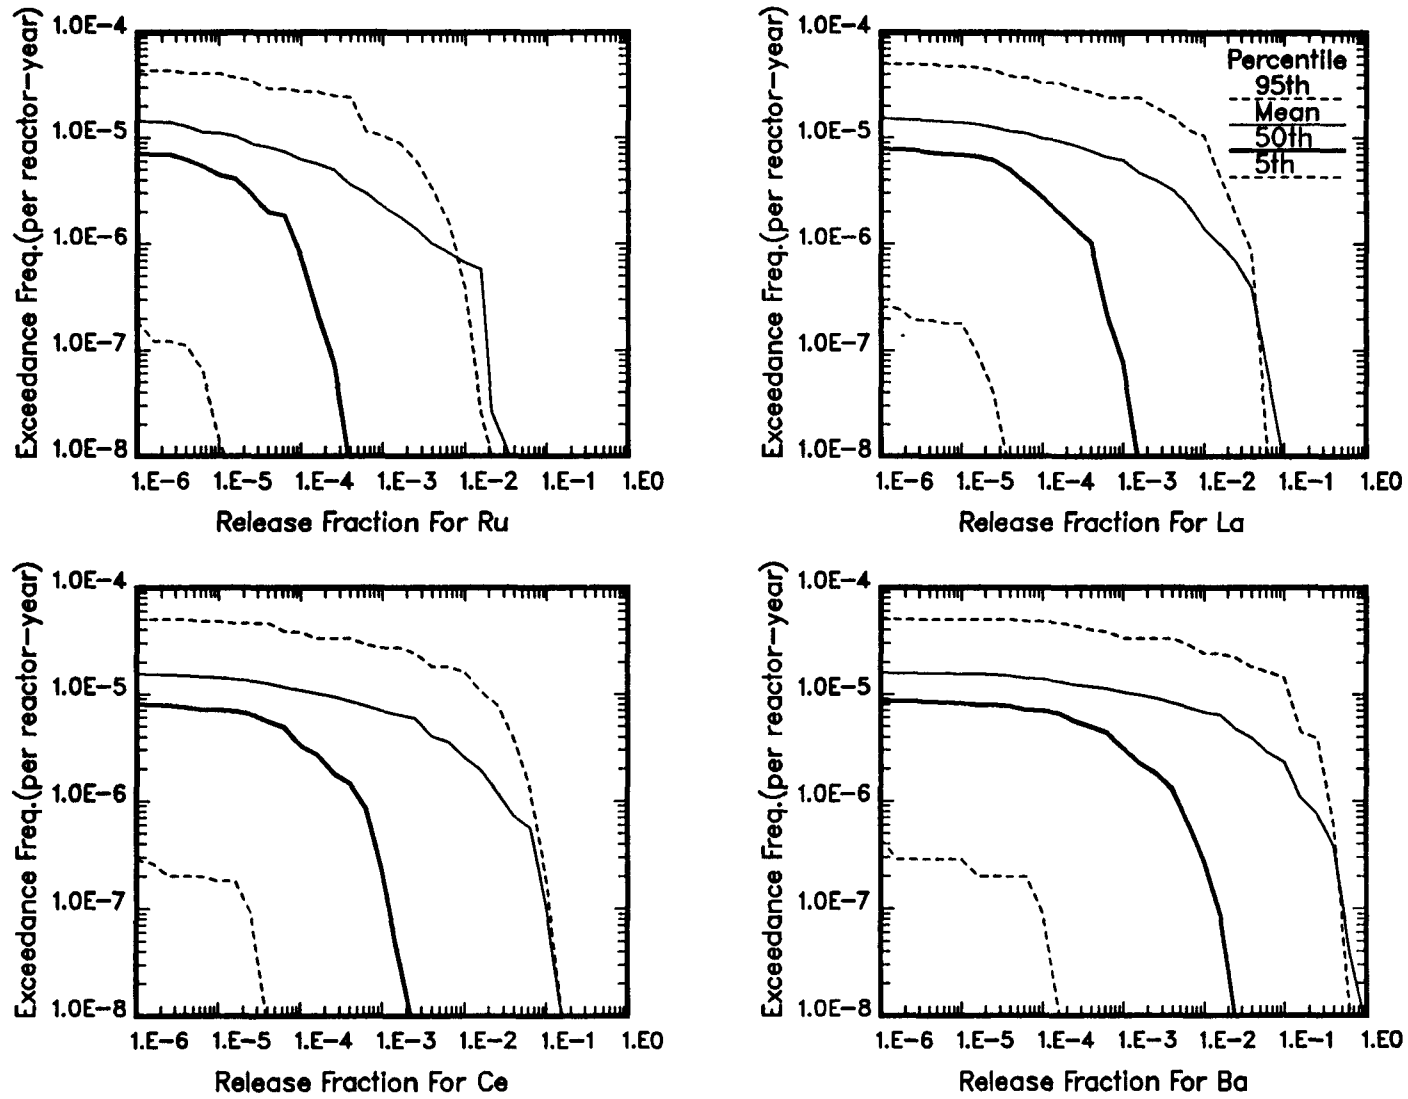 Exceedance Freq.(per reactor-year)
1.0E-4
1.0E-5
1.0E-6
1.0E-7
1.0E-8
1.E-6 1.E-5 1.E-4 1.E-3 1.E-2 1.E-1 1.E0
Release Fraction For Ru
Exceedance Freq.(per reactor-year)
1.0E-4
1.0E-5
1.0E-6
1.0E-7
1.0E-8
Percentile
95th
Mean
50th
5th
1.E-6 1.E-5 1.E-4 1.E-3 1.E-2 1.E-1 1.E0
Release Fraction For La
Exceedance Freq.(per reactor-year)
1.0E-4
1.0E-5
1.0E-6
1.0E-7
1.0E-8
1.E-6 1.E-5 1.E-4 1.E-3 1.E-2 1.E-1 1.E0
Release Fraction For Ce
Exceedance Freq.(per reactor-year)
1.0E-4
1.0E-5
1.0E-6
1.0E-7
1.0E-8
1.E-6 1.E-5 1.E-4 1.E-3 1.E-2 1.E-1 1.E0
Release Fraction For Ba